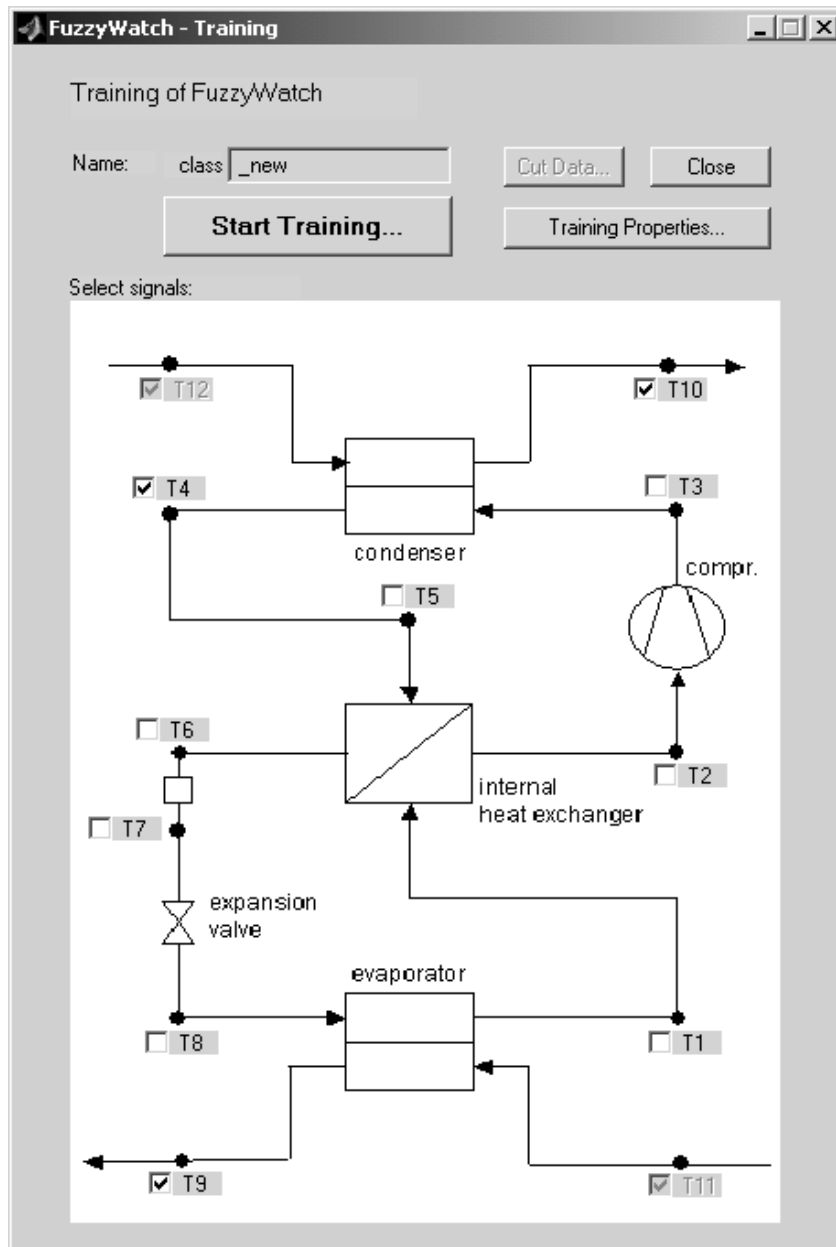 FuzzyWatch - Training
Training of FuzzyWatch
Name: class _new Cut Data... Close
Start Training... Training Properties...
Select signals:
T12 T10
T4 T3
condenser
compr.
T5
T6
T2
internal
heat exchanger
T7
expansion
valve
evaporator
T8 T1
T9 T11